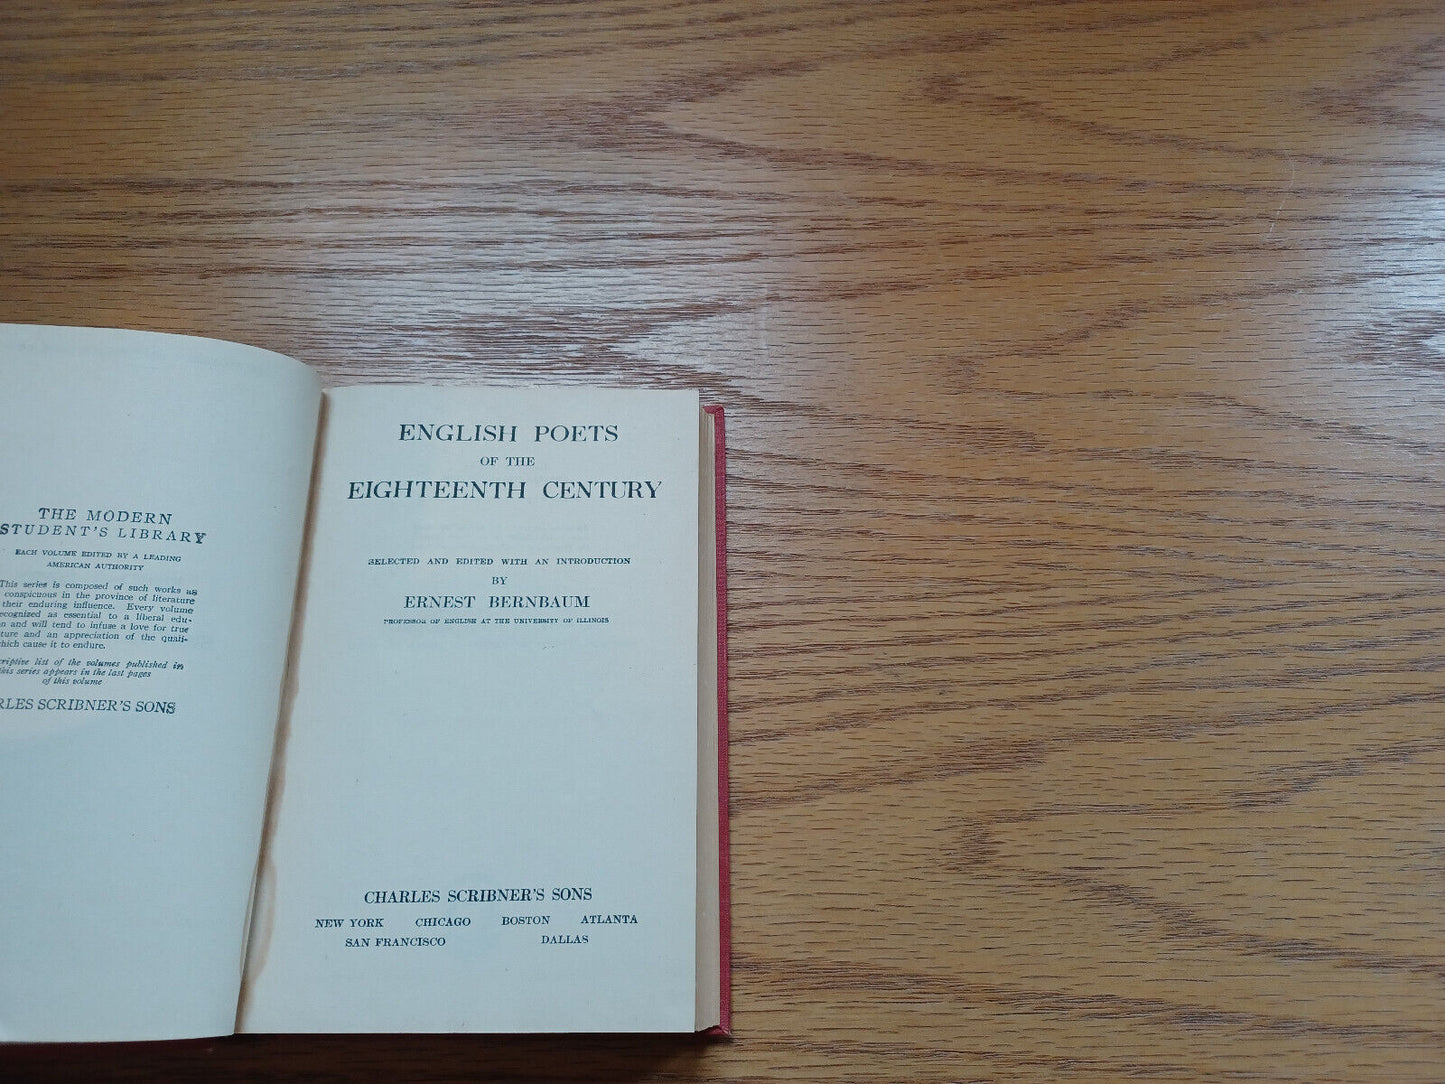 THE MODERN
STUDENT'S LIBRARY
EACH VOLUME EDITED BY A LEADING
AMERICAN AUTHORITY
This series is composed of such works as
conspicuous in the province of literature
their enduring influence. Every volume
recognized as essential to a liberal edu-
and will tend to infuse a love for true
and an appreciation of the quali-
which cause it to endure.
list of the volumes published in
this series appears in the last pages
of this volume
SCRIBNER'S SONS
ENGLISH POETS
OF THE
EIGHTEENTH CENTURY
SELECTED AND EDITED WITH AN INTRODUCTION
BY
ERNEST BERNBAUM
PROFESSOR OF ENGLISH AT THE UNIVERSITY OF ILLINOIS
CHARLES SCRIBNER'S SONS
NEW YORK CHICAGO BOSTON ATLANTA
SAN FRANCISCO DALLAS